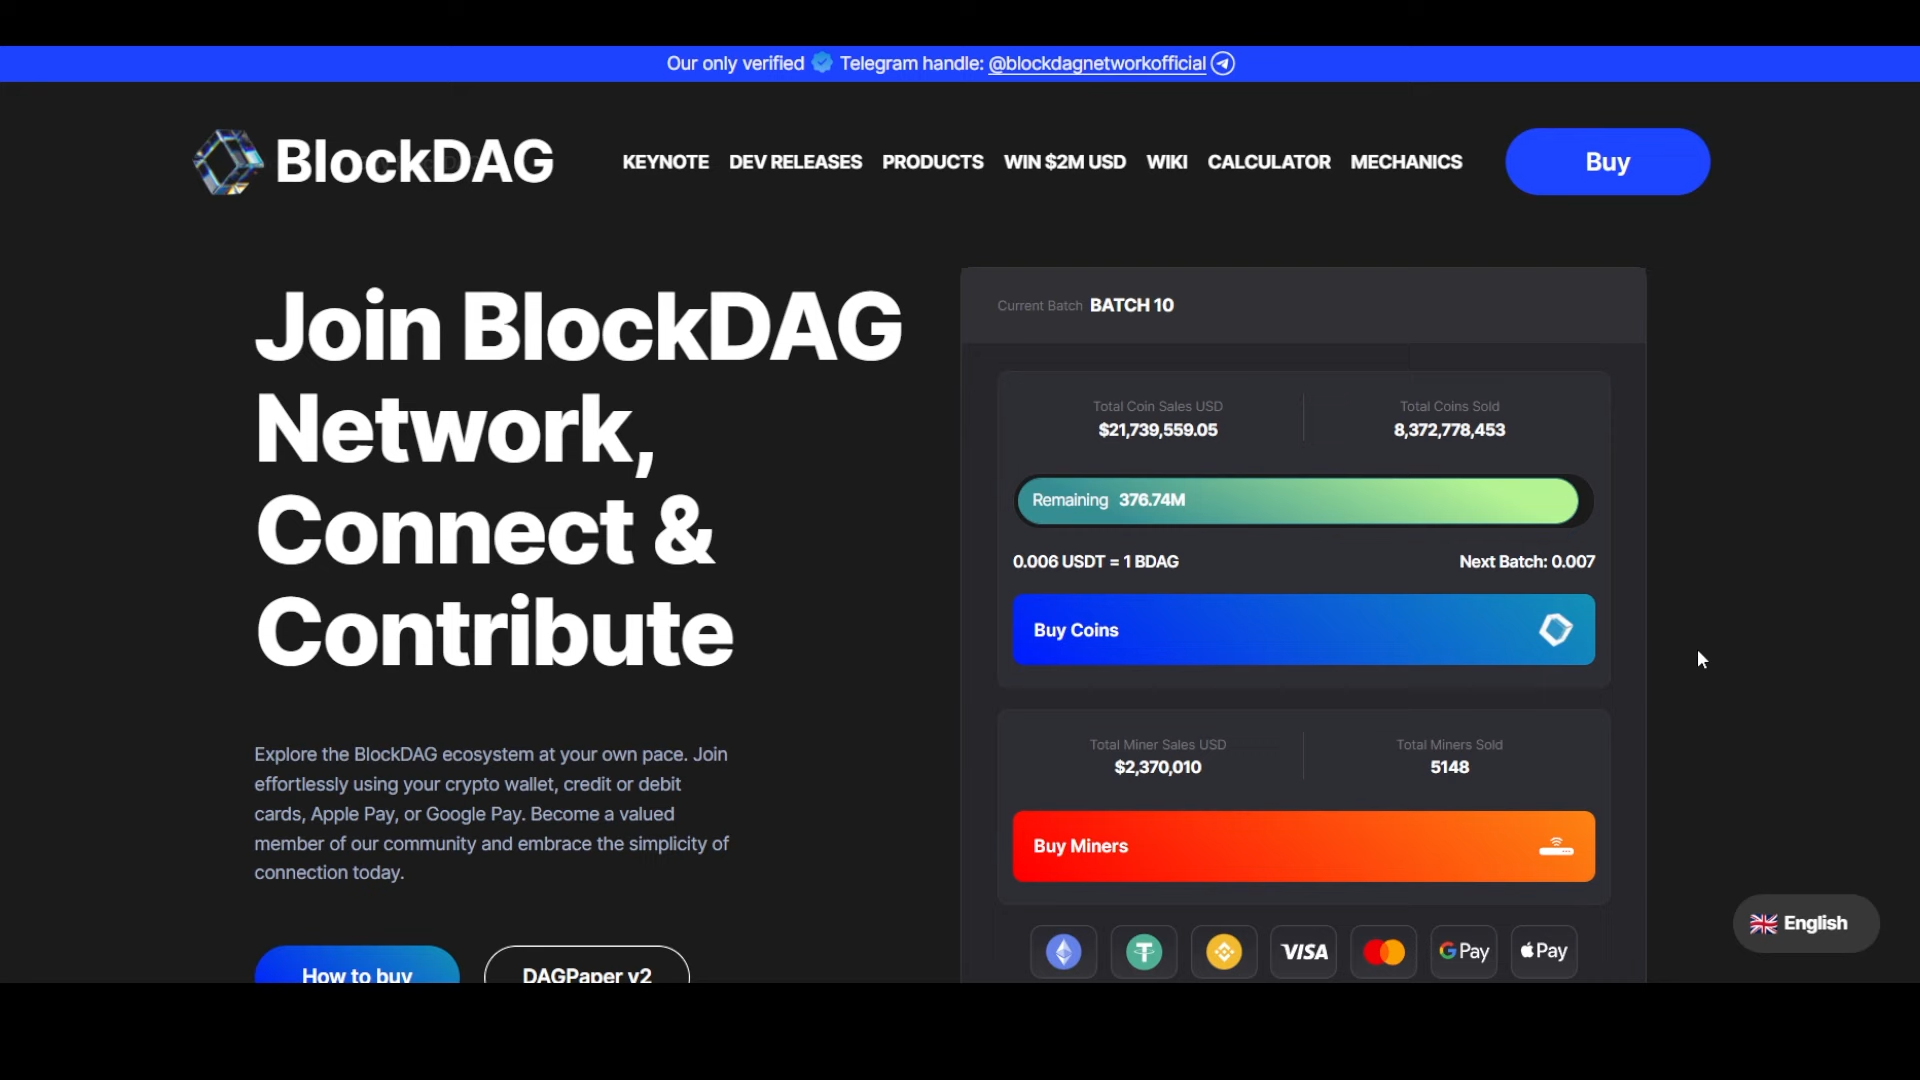 Our only verified Telegram handle: @blockdagnetworkofficial
BlockDAG
KEYNOTE DEV RELEASES PRODUCTS WIN $2M USD WIKI CALCULATOR MECHANICS
Buy
Join BlockDAG
Network,
Connect &
Contribute
Explore the BlockDAG ecosystem at your own pace. Join
effortlessly using your crypto wallet, credit or debit
cards, Apple Pay, or Google Pay. Become a valued
member of our community and embrace the simplicity of
connection today.
How to buy
DAGPaper v2
Current Batch BATCH 10
Total Coin Sales USD
$21,739,559.05
Total Coins Sold
8,372,778,453
Remaining 376.74M
0.006 USDT = 1 BDAG
Next Batch: 0.007
Buy Coins
Total Miner Sales USD
$2,370,010
Total Miners Sold
5148
Buy Miners
VISA
G Pay
Pay
English